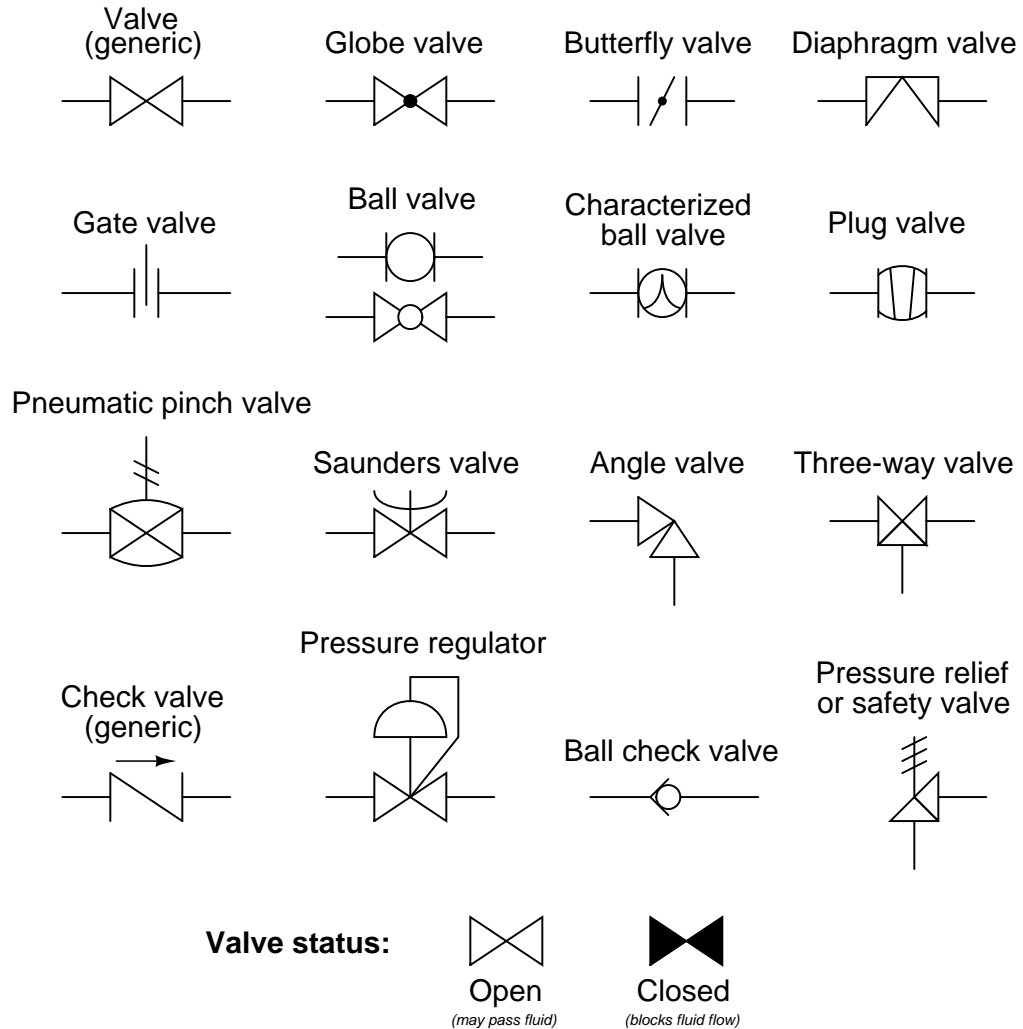 Valve
(generic)
Globe valve
Butterfly valve
Diaphragm valve
Gate valve
Ball valve
Characterized
ball valve
Plug valve
Pneumatic pinch valve
Saunders valve
Angle valve
Three-way valve
Check valve
(generic)
Pressure regulator
Ball check valve
Pressure relief
or safety valve
Valve status:
Open
(may pass fluid)
Closed
(blocks fluid flow)